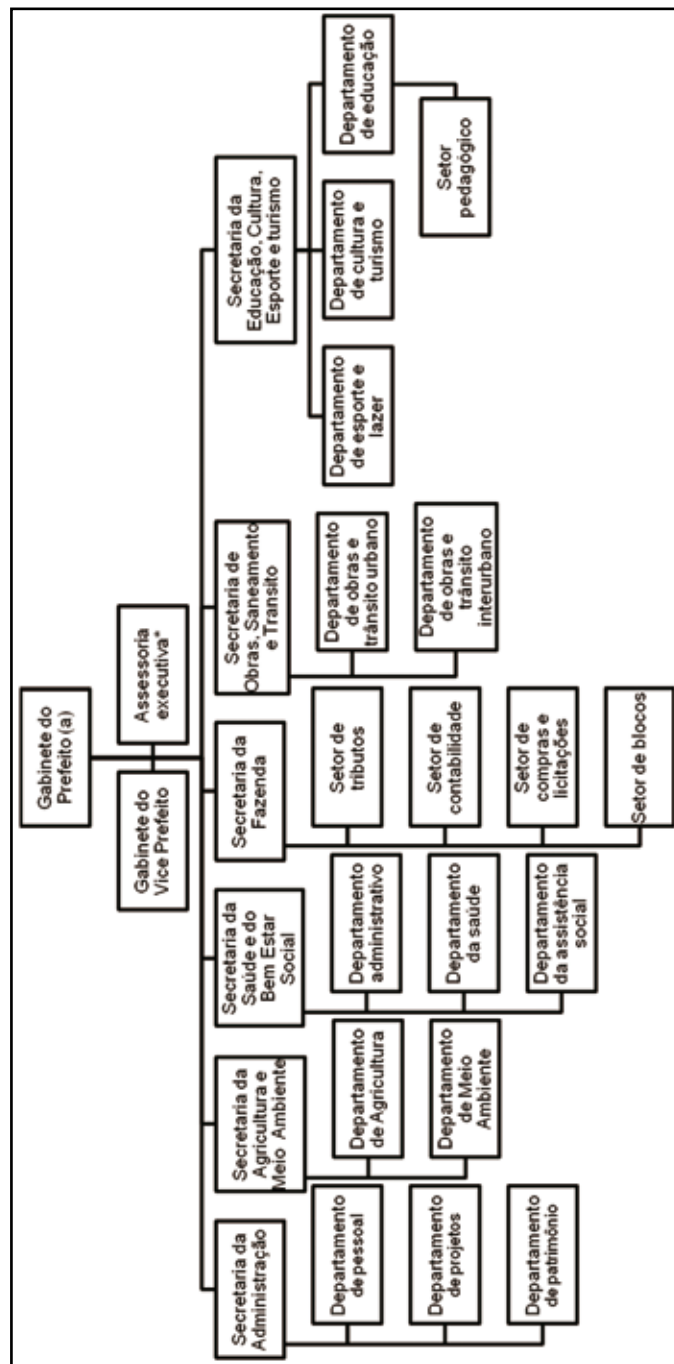 Gabinete do
Prefeito (a)
Gabinete do
Vice Prefeito
Assessoria
executiva*
Secretaria da
Administração
Departamento
de pessoal
Departamento
de projetos
Departamento
de patrimônio
Secretaria da
Agricultura e
Meio Ambiente
Departamento
de Agricultura
Departamento
de Meio
Ambiente
Secretaria da
Saúde e do
Bem Estar
Social
Departamento
administrativo
Departamento
da saúde
Departamento
da assistência
social
Secretaria da
Fazenda
Setor de
tributos
Setor de
contabilidade
Setor de
compras e
licitações
Setor de blocos
Secretaria de
Obras, Saneamento
e Transito
Departamento
de obras e
trânsito urbano
Departamento
de obras e
trânsito
interurbano
Secretaria da
Educação, Cultura,
Esporte e turismo
Departamento
de esporte e
lazer
Departamento
de cultura e
turismo
Departamento
de educação
Setor
pedagógico